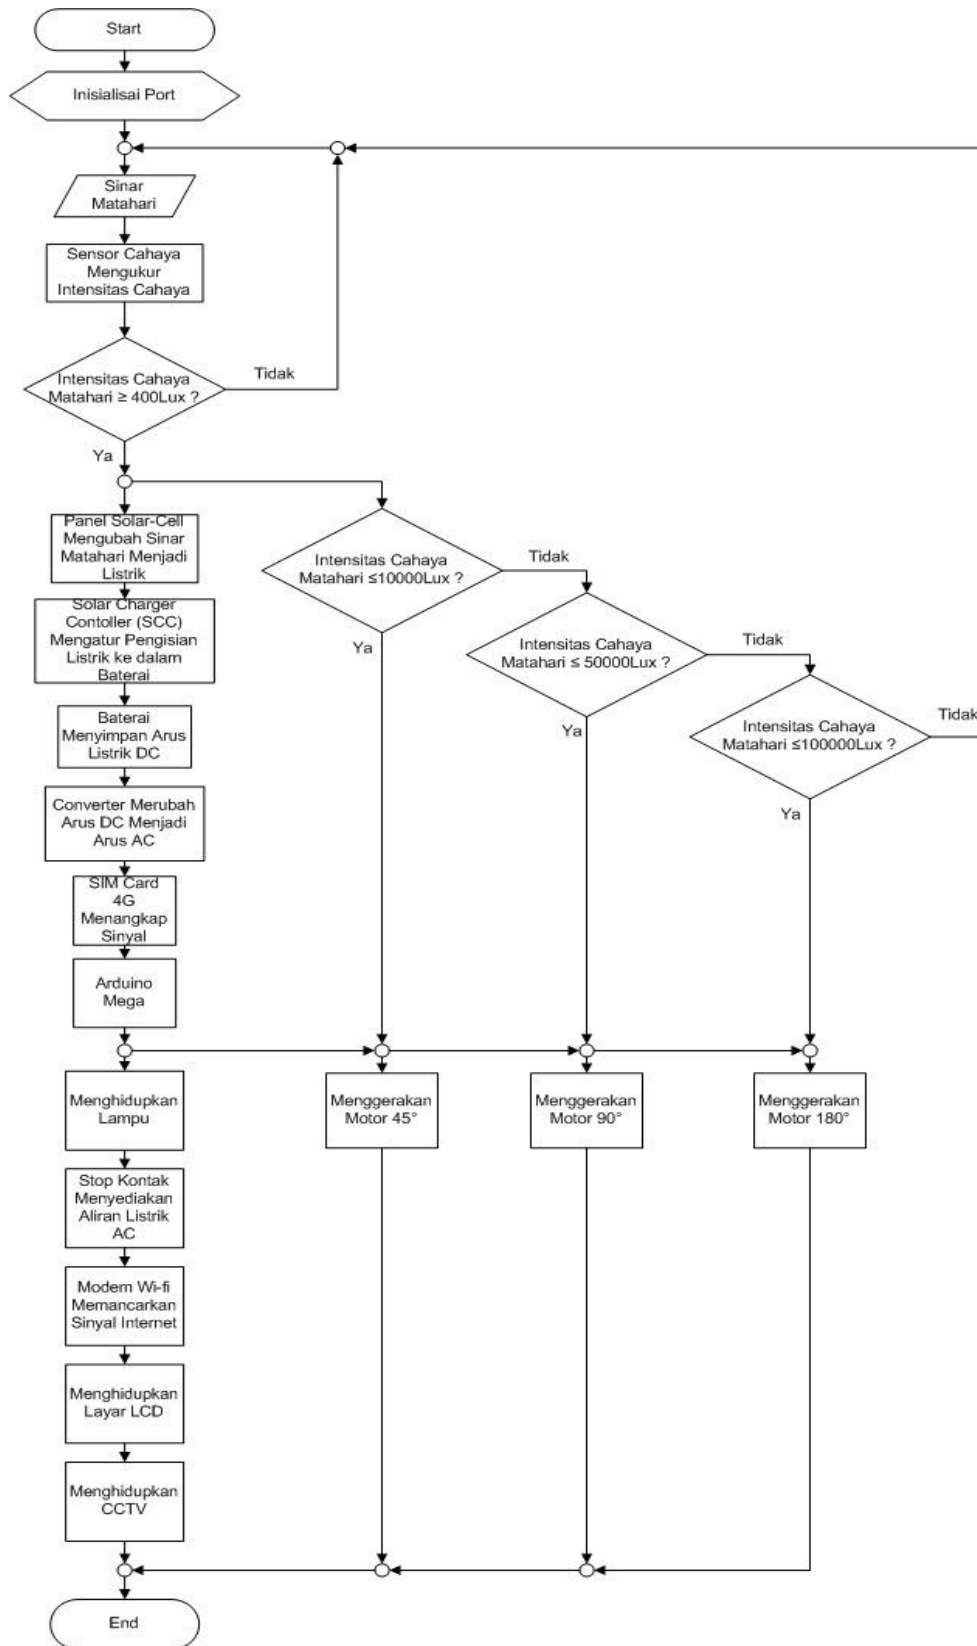 Start
Inisialisai Port
Sinar
Matahari
Sensor Cahaya
Mengukur
Intensitas Cahaya
Intensitas Cahaya
Matahari ≥ 400Lux ?
Tidak
Ya
Panel Solar-Cell
Mengubah Sinar
Matahari Menjadi
Listrik
Intensitas Cahaya
Matahari ≤10000Lux ?
Tidak
Ya
Solar Charger
Contoller (SCC)
Mengatur Pengisian
Listrik ke dalam
Baterai
Intensitas Cahaya
Matahari ≤ 50000Lux ?
Tidak
Ya
Baterai
Menyimpan Arus
Listrik DC
Intensitas Cahaya
Matahari ≤100000Lux ?
Tidak
Ya
Converter Merubah
Arus DC Menjadi
Arus AC
SIM Card
4G
Menangkap
Sinyal
Arduino
Mega
Menghidupkan
Lampu
Menggerakan
Motor 45°
Menggerakan
Motor 90°
Menggerakan
Motor 180°
Stop Kontak
Menyediakan
Aliran Listrik
AC
Modem Wi-fi
Memancarkan
Sinyal Internet
Menghidupkan
Layar LCD
Menghidupkan
CCTV
End